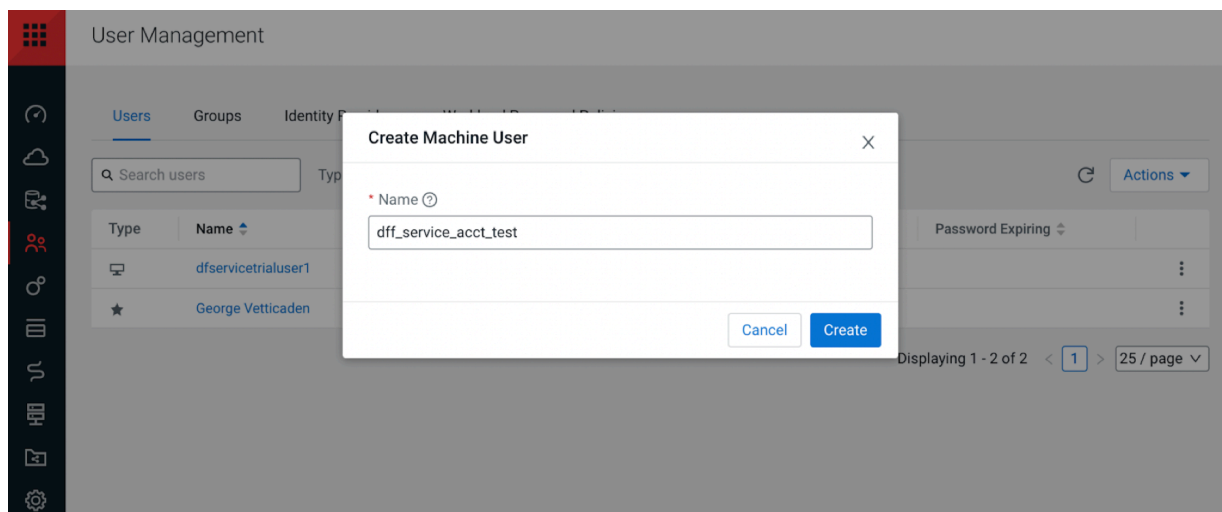 User Management
Users Groups Identity
Create Machine User
Search users
Actions
* Name
dff_service_acct_test
Type Name Password Expiring
dfservicetrialuser1
George Vetticaden
Cancel Create
Displaying 1 - 2 of 2 < 1 > 25 / page